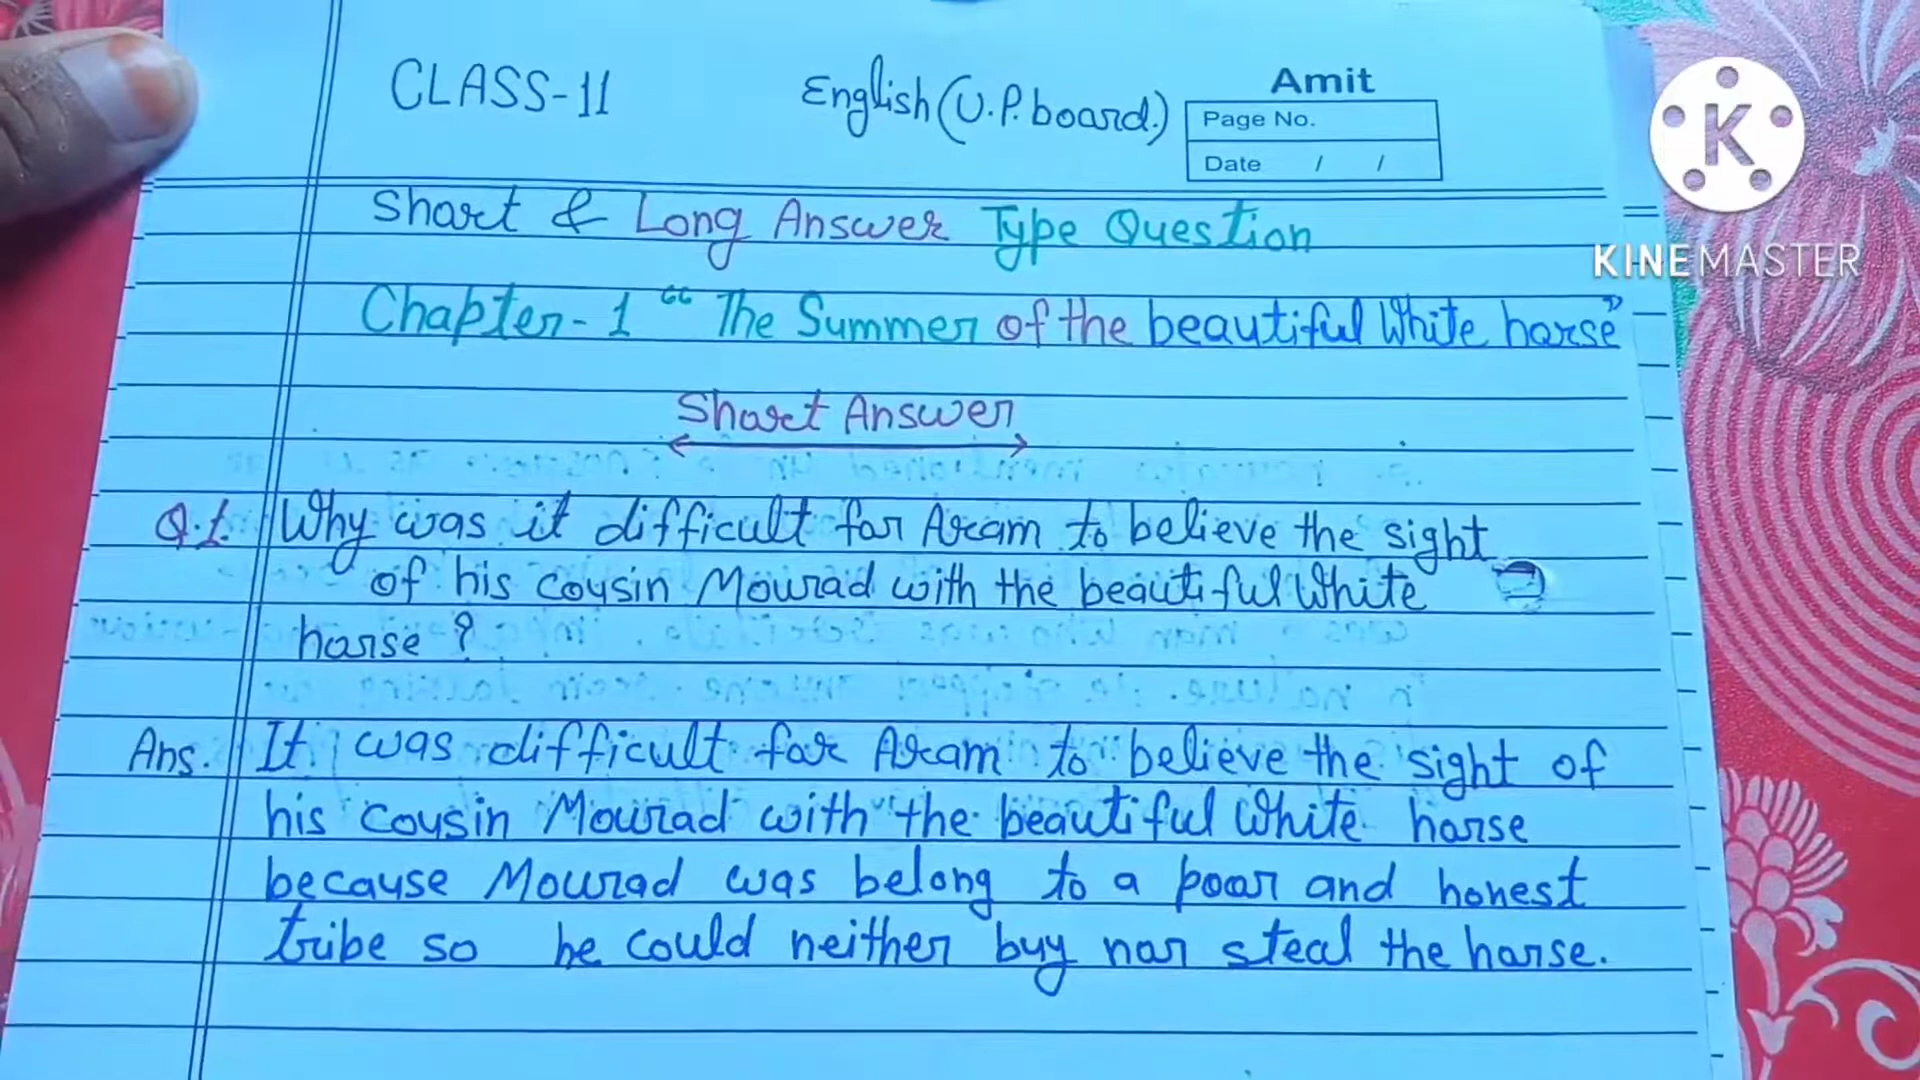 CLASS-11 English (U.P. board.)
Amit
Page No.
Date / /
K
KINEMASTER
Short & Long Answer Type Question
Chapter-1 "The Summer of the beautiful White horse"
Short Answer
Q.1. Why was it difficult for Aram to believe the sight
of his cousin Mourad with the beautiful White
horse ?
Ans. It was difficult for Aram to believe the sight of
his cousin Mourad with the beautiful White horse
because Mourad was belong to a poor and honest
tribe so he could neither buy nor steal the horse.